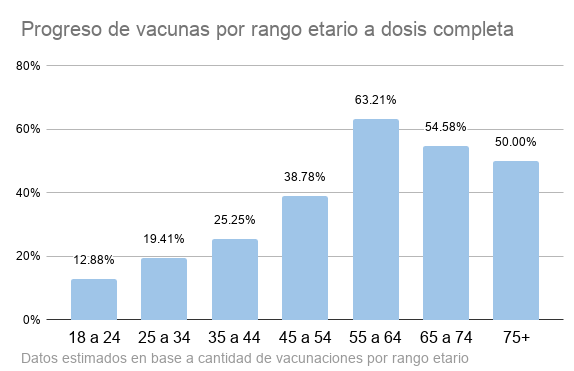 Progreso de vacunas por rango etario a dosis completa
80%
60%
40%
20%
0%
12.88%
19.41%
25.25%
38.78%
63.21%
54.58%
50.00%
18 a 24
25 a 34
35 a 44
45 a 54
55 a 64
65 a 74
75+
Datos estimados en base a cantidad de vacunaciones por rango etario